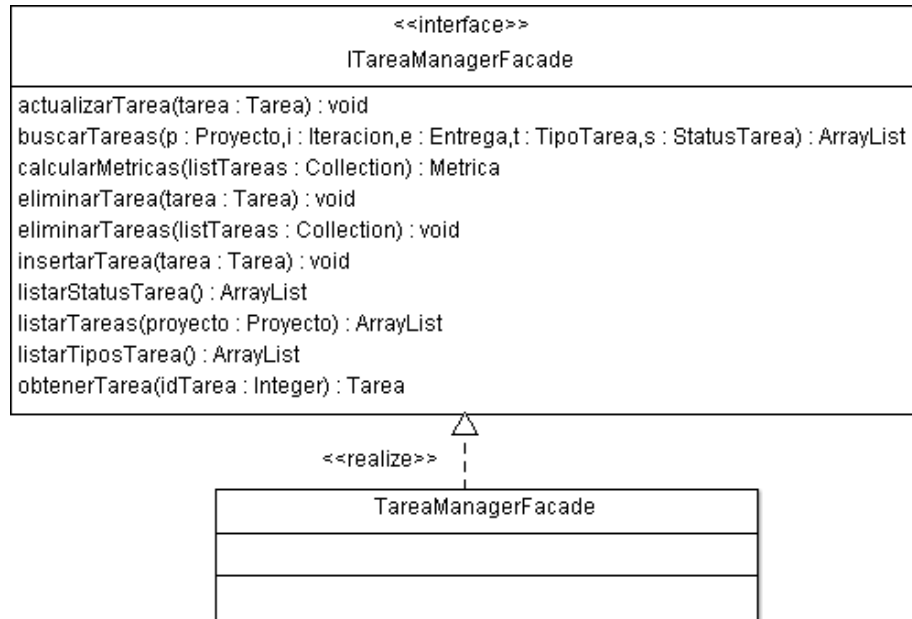 <<interface>>
ITareaManagerFacade
actualizarTarea(tarea : Tarea) : void
buscarTareas(p : Proyecto,i : Iteracion,e : Entrega,t : TipoTarea,s : StatusTarea) : ArrayList
calcularMetricas(listTareas : Collection) : Metrica
eliminarTarea(tarea : Tarea) : void
eliminarTareas(listTareas : Collection) : void
insertarTarea(tarea : Tarea) : void
listarStatusTarea() : ArrayList
listarTareas(proyecto : Proyecto) : ArrayList
listarTiposTarea() : ArrayList
obtenerTarea(idTarea : Integer) : Tarea
<<realize>>
TareaManagerFacade